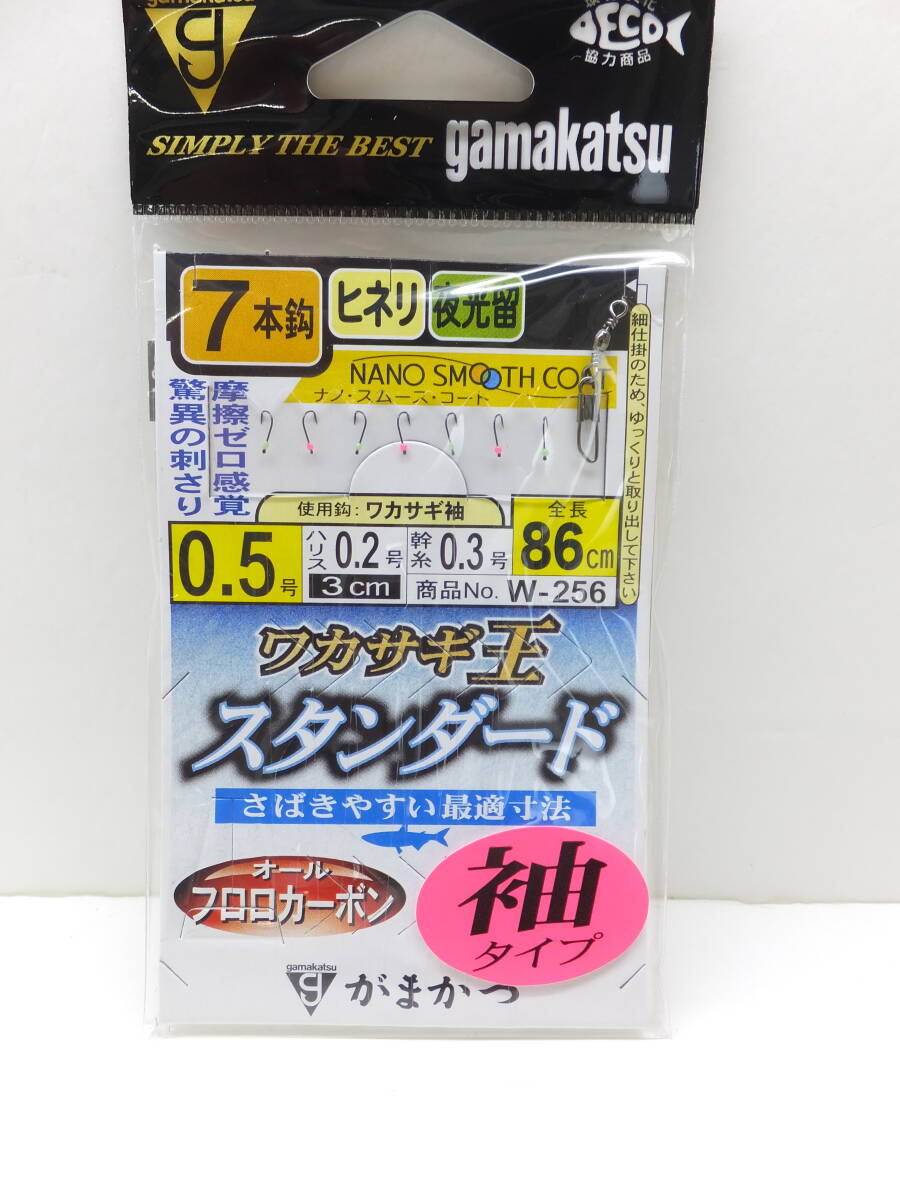 gamakatsu
ECO
協力商品
SIMPLY THE BEST
gamakatsu
7本鈎
ヒネリ
夜光留
NANO SMOOTH COAT
ナノ・スムース・コート
摩擦ゼロ感覚
驚異の刺さり
細仕掛のため、ゆっくりと取り出して下さい
使用鈎:ワカサギ袖
0.5号
ハリス0.2号
3cm
幹糸0.3号
全長
86cm
商品No. W-256
ワカサギ王
スタンダード
さばきやすい最適寸法
オール
フロロカーボン
袖
タイプ
gamakatsu
がまかつ